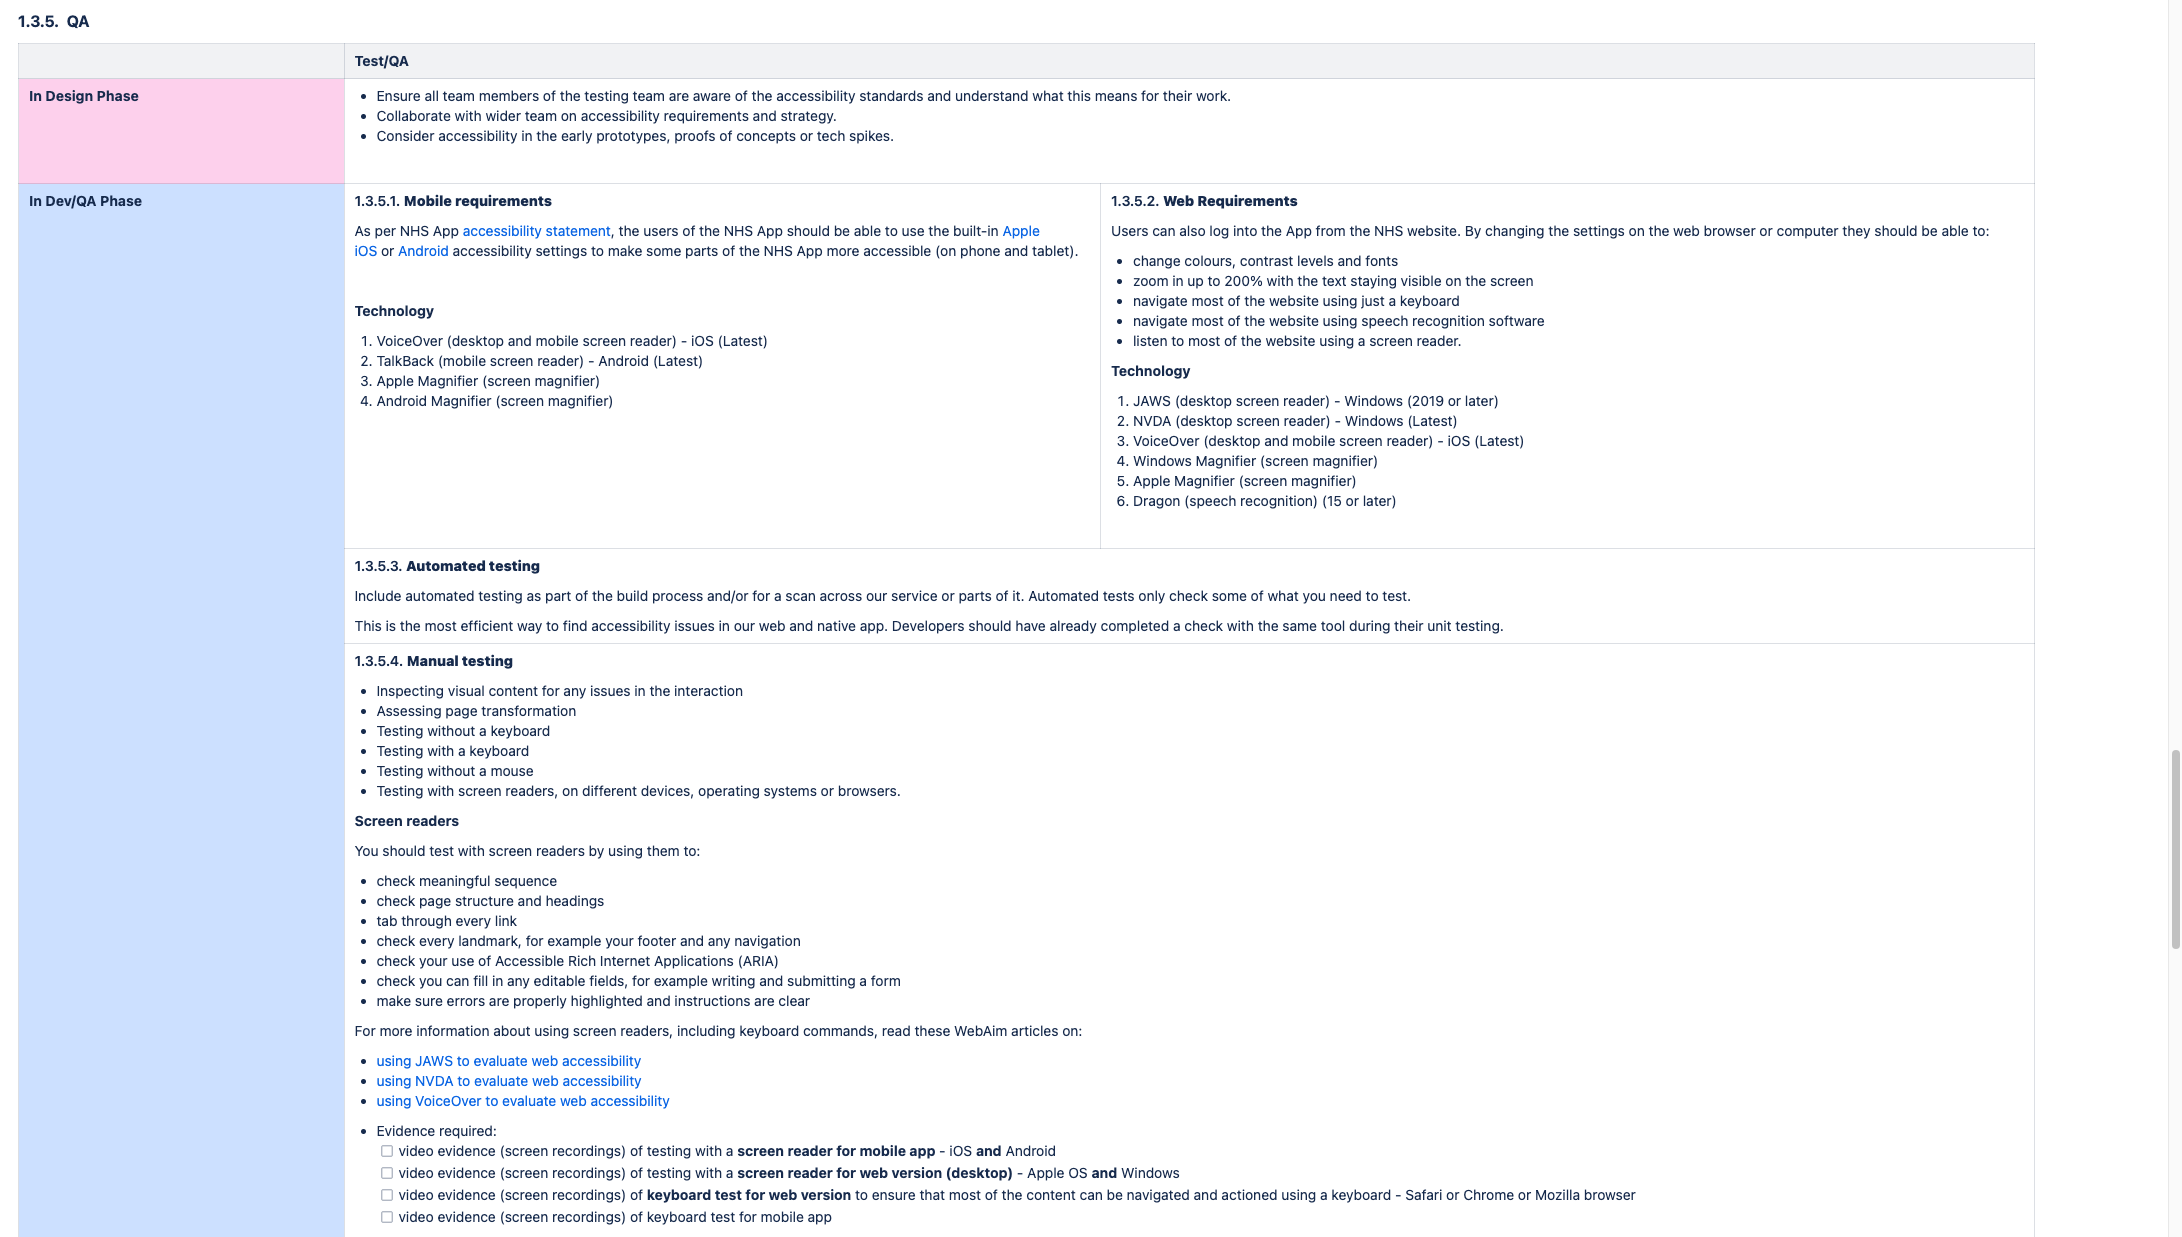 1.3.5. QA
Test/QA
In Design Phase
• Ensure all team members of the testing team are aware of the accessibility standards and understand what this means for their work.
• Collaborate with wider team on accessibility requirements and strategy.
• Consider accessibility in the early prototypes, proofs of concepts or tech spikes.
In Dev/QA Phase
1.3.5.1. Mobile requirements
As per NHS App accessibility statement, the users of the NHS App should be able to use the built-in Apple
iOS or Android accessibility settings to make some parts of the NHS App more accessible (on phone and tablet).
Technology
1. VoiceOver (desktop and mobile screen reader) - iOS (Latest)
2. TalkBack (mobile screen reader) - Android (Latest)
3. Apple Magnifier (screen magnifier)
4. Android Magnifier (screen magnifier)
1.3.5.2. Web Requirements
Users can also log into the App from the NHS website. By changing the settings on the web browser or computer they should be able to:
• change colours, contrast levels and fonts
• zoom in up to 200% with the text staying visible on the screen
• navigate most of the website using just a keyboard
• navigate most of the website using speech recognition software
• listen to most of the website using a screen reader.
Technology
1. JAWS (desktop screen reader) - Windows (2019 or later)
2. NVDA (desktop screen reader) - Windows (Latest)
3. VoiceOver (desktop and mobile screen reader) - iOS (Latest)
4. Windows Magnifier (screen magnifier)
5. Apple Magnifier (screen magnifier)
6. Dragon (speech recognition) (15 or later)
1.3.5.3. Automated testing
Include automated testing as part of the build process and/or for a scan across our service or parts of it. Automated tests only check some of what you need to test.
This is the most efficient way to find accessibility issues in our web and native app. Developers should have already completed a check with the same tool during their unit testing.
1.3.5.4. Manual testing
• Inspecting visual content for any issues in the interaction
• Assessing page transformation
• Testing without a keyboard
• Testing with a keyboard
• Testing without a mouse
• Testing with screen readers, on different devices, operating systems or browsers.
Screen readers
You should test with screen readers by using them to:
• check meaningful sequence
• check page structure and headings
• tab through every link
• check every landmark, for example your footer and any navigation
• check your use of Accessible Rich Internet Applications (ARIA)
• check you can fill in any editable fields, for example writing and submitting a form
• make sure errors are properly highlighted and instructions are clear
For more information about using screen readers, including keyboard commands, read these WebAim articles on:
• using JAWS to evaluate web accessibility
• using NVDA to evaluate web accessibility
• using VoiceOver to evaluate web accessibility
• Evidence required:
video evidence (screen recordings) of testing with a screen reader for mobile app - iOS and Android
video evidence (screen recordings) of testing with a screen reader for web version (desktop) - Apple OS and Windows
video evidence (screen recordings) of keyboard test for web version to ensure that most of the content can be navigated and actioned using a keyboard - Safari or Chrome or Mozilla browser
video evidence (screen recordings) of keyboard test for mobile app